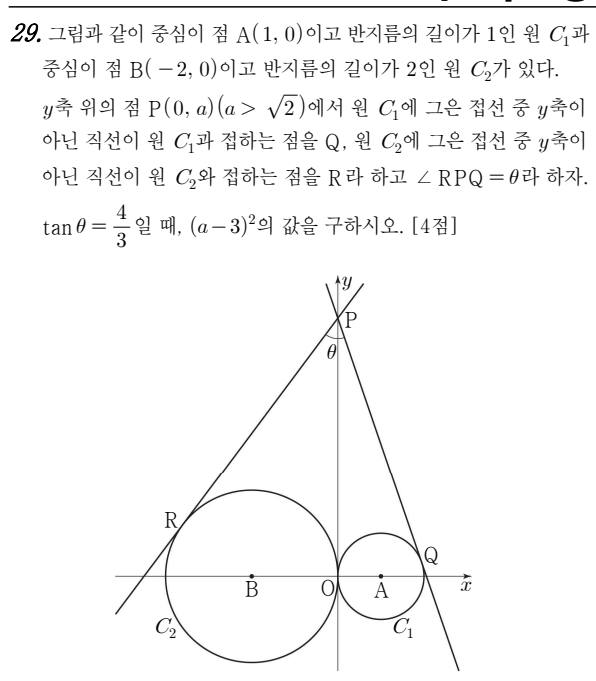 29. 그림과 같이 중심이 점 A(1, 0)이고 반지름의 길이가 1인 원 C₁과
중심이 점 B(−2, 0)이고 반지름의 길이가 2인 원 C₂가 있다.
y축 위의 점 P(0, a)(a > √2)에서 원 C₁에 그은 접선 중 y축이
아닌 직선이 원 C₁과 접하는 점을 Q, 원 C₂에 그은 접선 중 y축이
아닌 직선이 원 C₂와 접하는 점을 R라 하고 ∠RPQ = θ라 하자.
tan θ = 4/3 일 때, (a−3)²의 값을 구하시오. [4점]
y
P
θ
R
Q
B
O
A
x
C₂
C₁